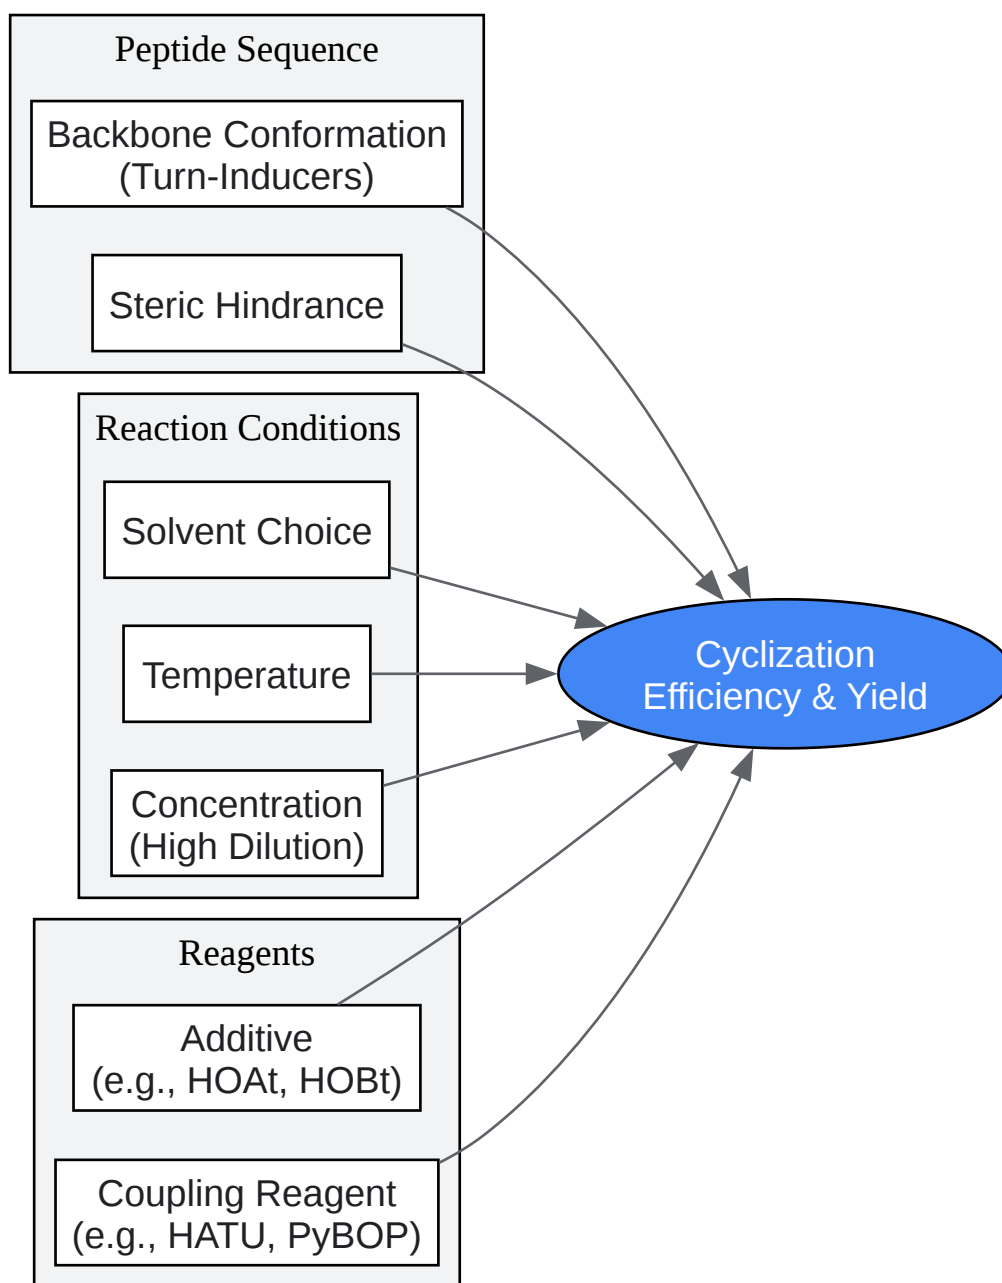 Peptide Sequence
Backbone Conformation
(Turn-Inducers)
Steric Hindrance
Reaction Conditions
Solvent Choice
Temperature
Concentration
(High Dilution)
Reagents
Additive
(e.g., HOAt, HOBt)
Coupling Reagent
(e.g., HATU, PyBOP)
Cyclization
Efficiency & Yield